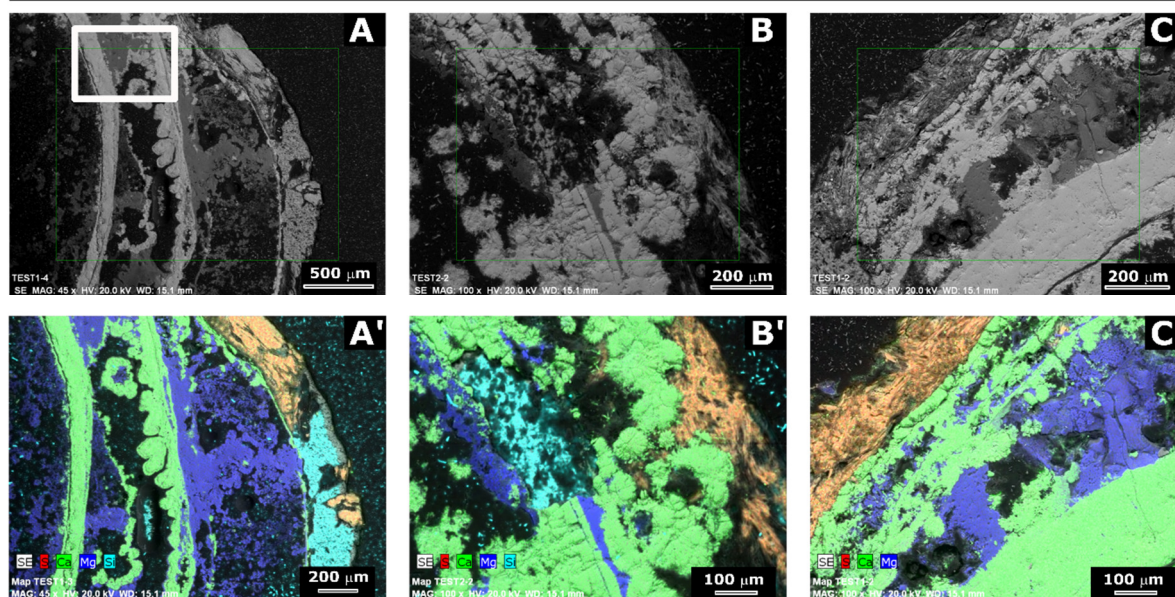 A
TEST1-4
SE MAG: 45 x HV: 20.0 kV WD: 15.1 mm
500 μm
B
TEST2-2
SE MAG: 100 x HV: 20.0 kV WD: 15.1 mm
200 μm
C
TEST1-2
SE MAG: 100 x HV: 20.0 kV WD: 15.1 mm
200 μm
A'
SE S Ca Mg Si
Map TEST1-3
MAG: 45 x HV: 20.0 kV WD: 15.1 mm
200 μm
B'
SE S Ca Mg Si
Map TEST2-2
MAG: 100 x HV: 20.0 kV WD: 15.1 mm
100 μm
C
SE S Ca Mg
Map TEST1-2
MAG: 100 x HV: 20.0 kV WD: 15.1 mm
100 μm